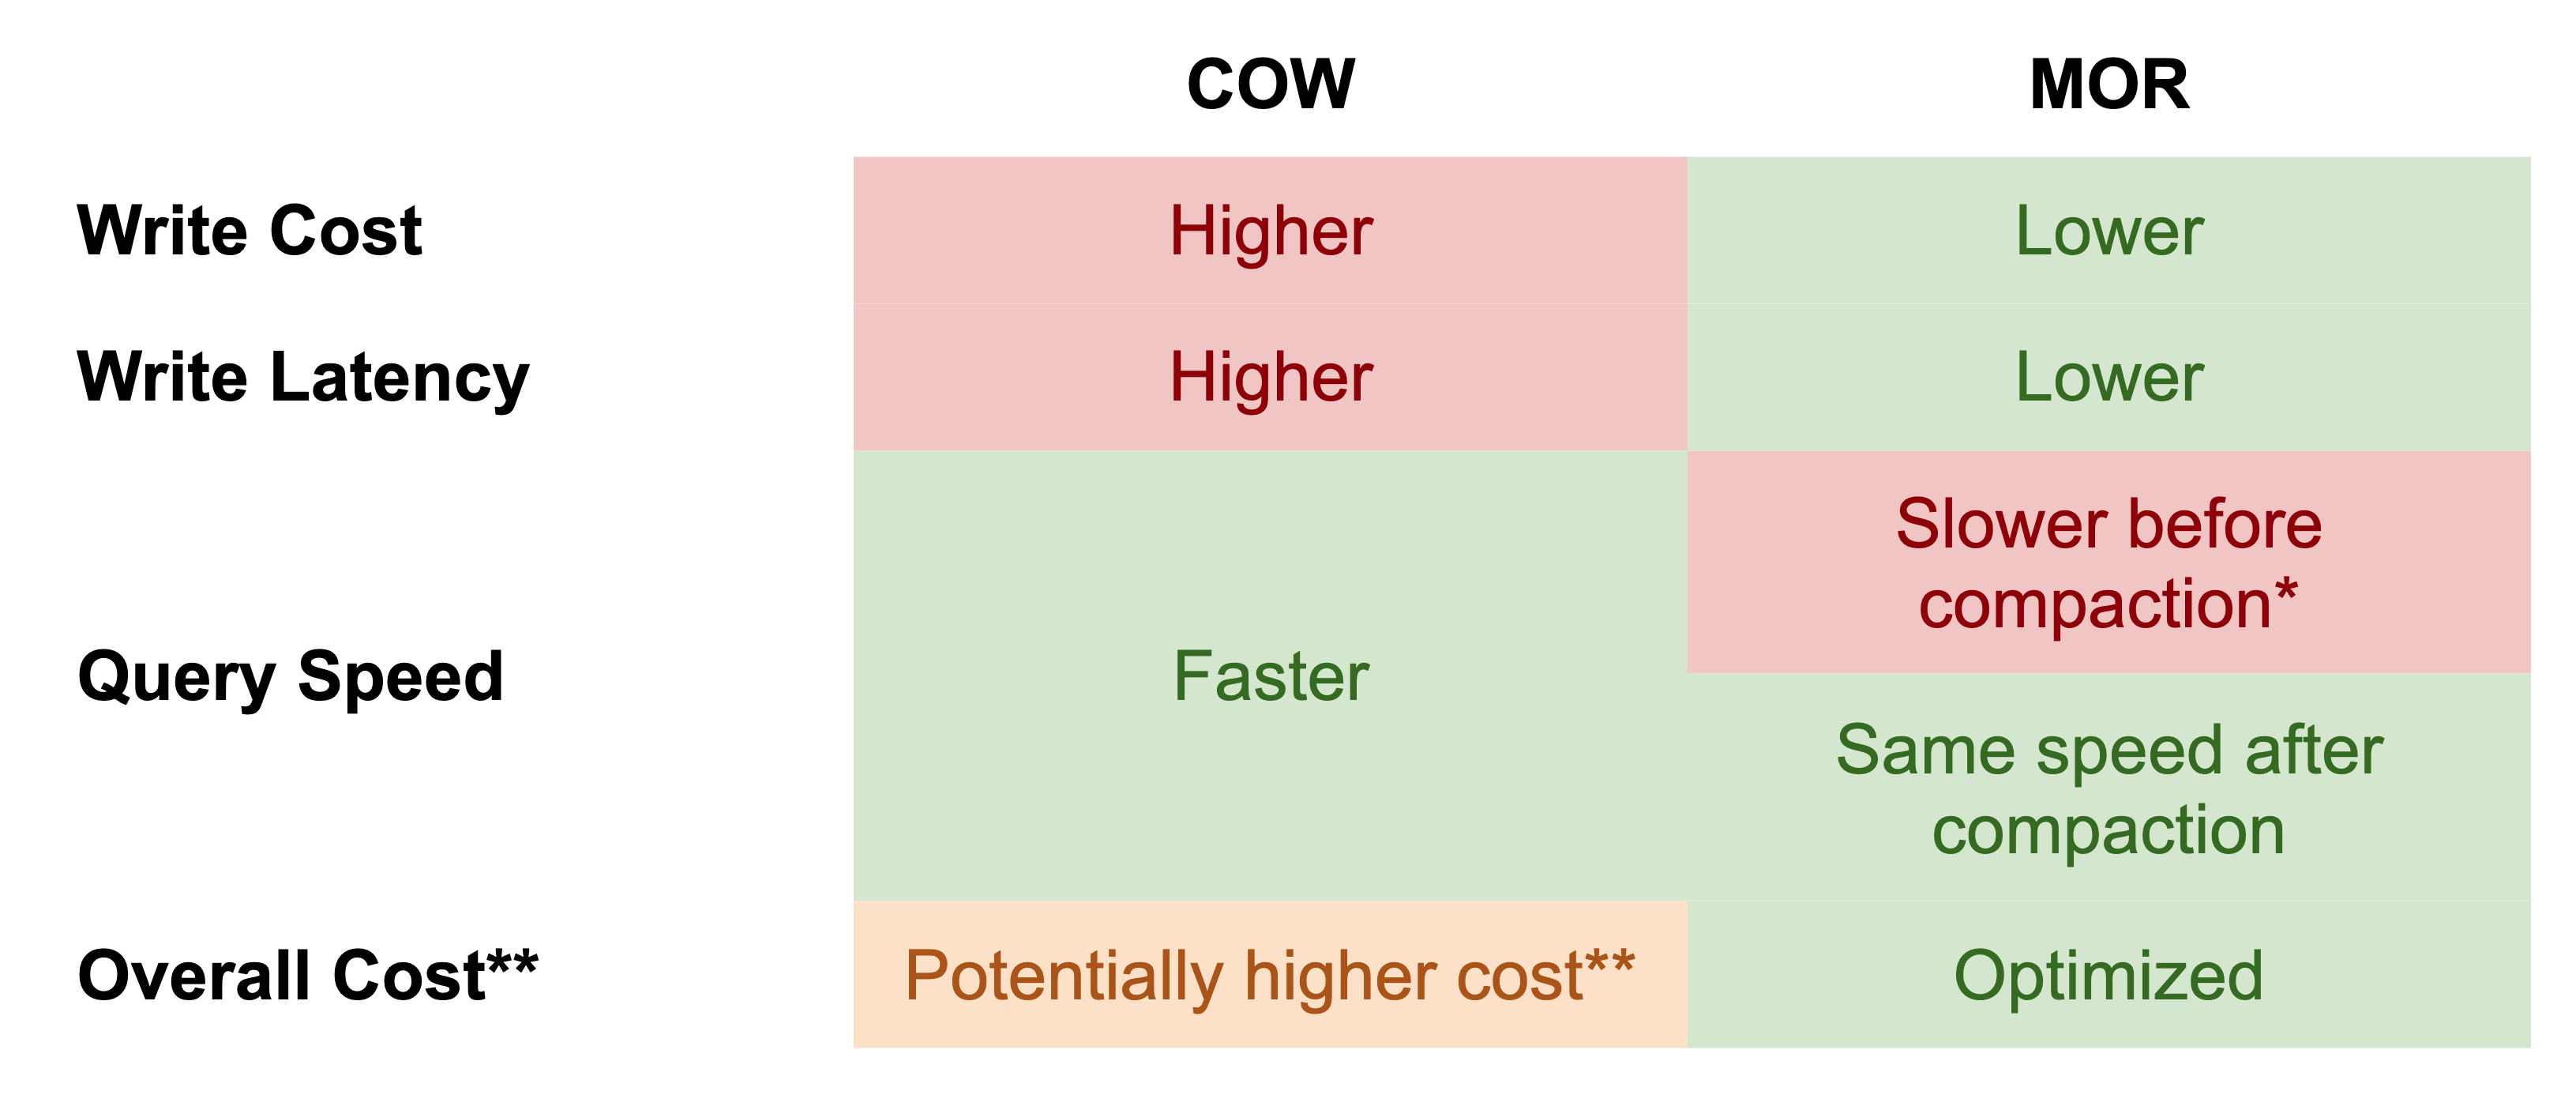 COW MOR
Write Cost Higher Lower
Write Latency Higher Lower
Slower before
compaction*
Query Speed Faster
Same speed after
compaction
Overall Cost** Potentially higher cost** Optimized